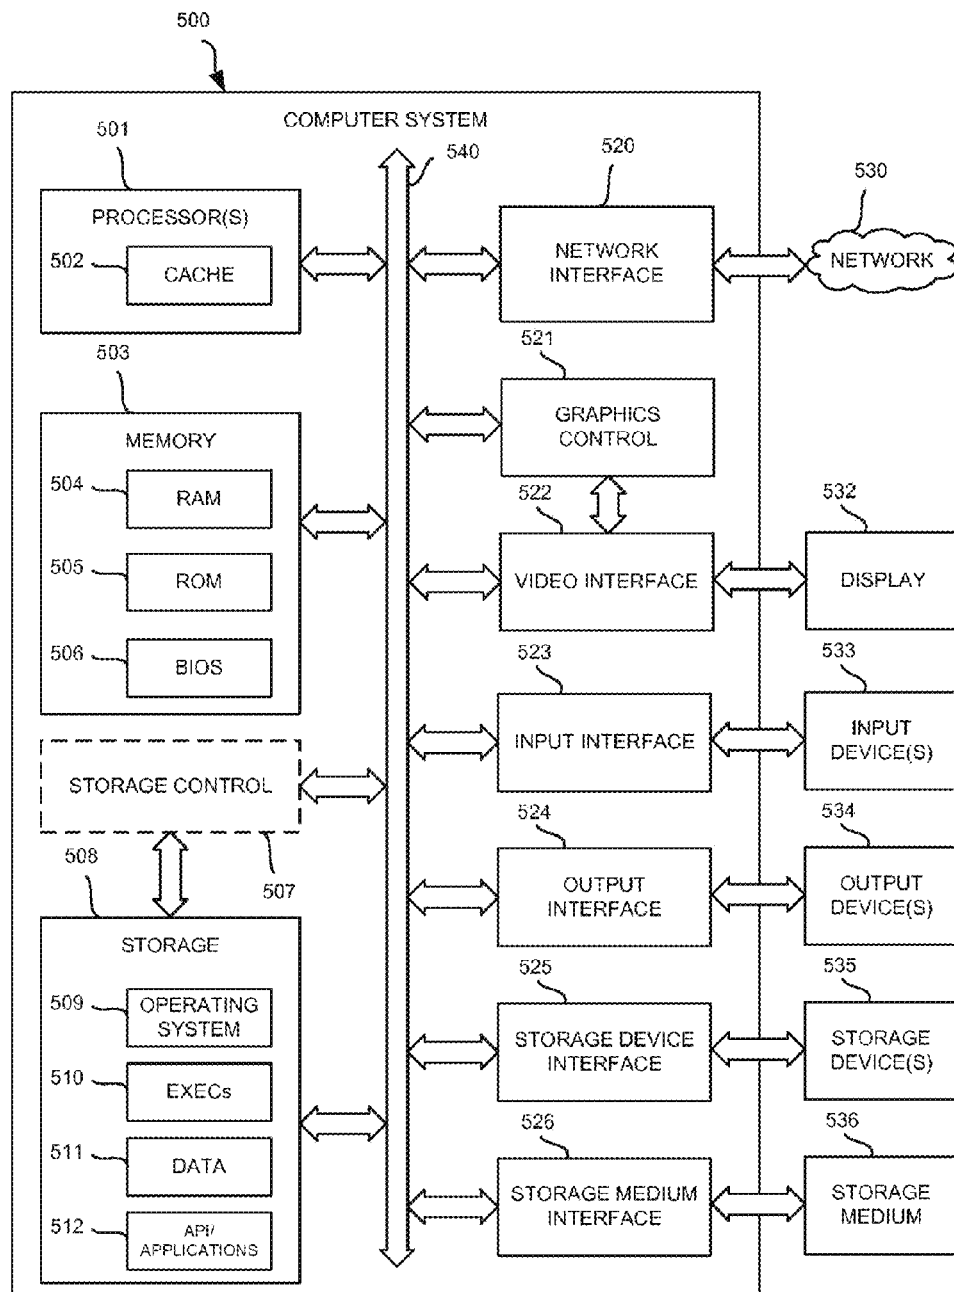 500
COMPUTER SYSTEM
501
540
520
530
PROCESSOR(S)
502
CACHE
NETWORK
INTERFACE
NETWORK
503
521
MEMORY
GRAPHICS
CONTROL
504
RAM
522
532
505
ROM
VIDEO INTERFACE
DISPLAY
506
BIOS
523
533
STORAGE CONTROL
INPUT INTERFACE
INPUT
DEVICE(S)
508
507
524
534
STORAGE
OUTPUT
INTERFACE
OUTPUT
DEVICE(S)
509
OPERATING
SYSTEM
525
535
510
EXECs
STORAGE DEVICE
INTERFACE
STORAGE
DEVICE(S)
511
DATA
526
536
512
API/
APPLICATIONS
STORAGE MEDIUM
INTERFACE
STORAGE
MEDIUM